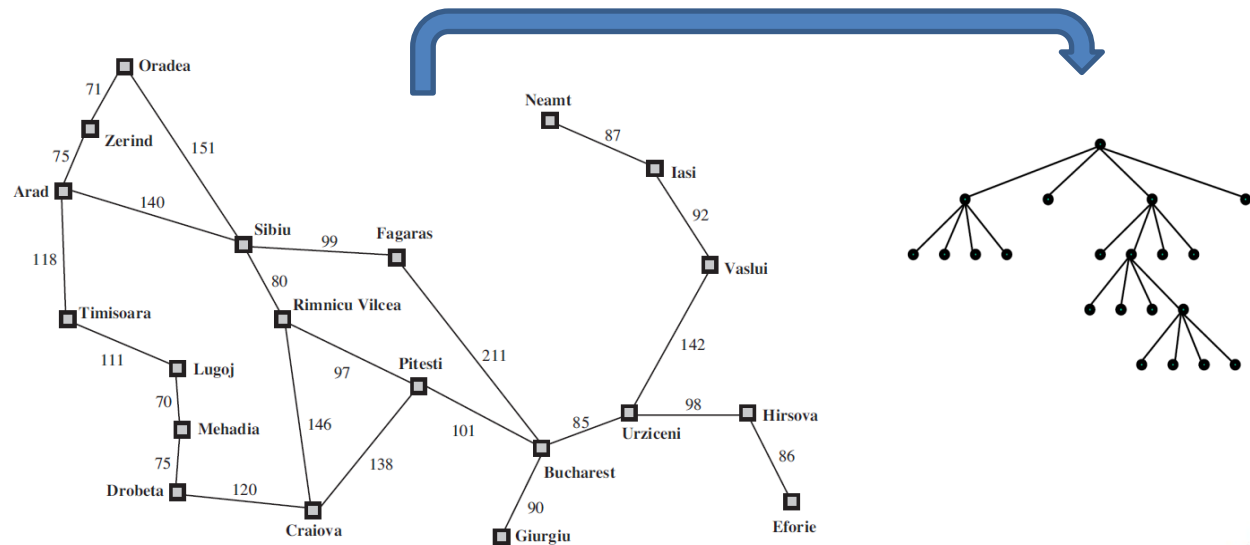 Oradea
71
Neamt
Zerind
87
151
75
Iasi
Arad
140
92
Sibiu
Fagaras
99
118
Vaslui
80
Timisoara
Rimnicu Vilcea
142
111
211
Lugoj
97
Pitesti
70
98
Hirsova
Mehadia
146
101
85
Urziceni
86
75
138
Bucharest
Drobeta
120
90
Craiova
Giurgiu
Eforie